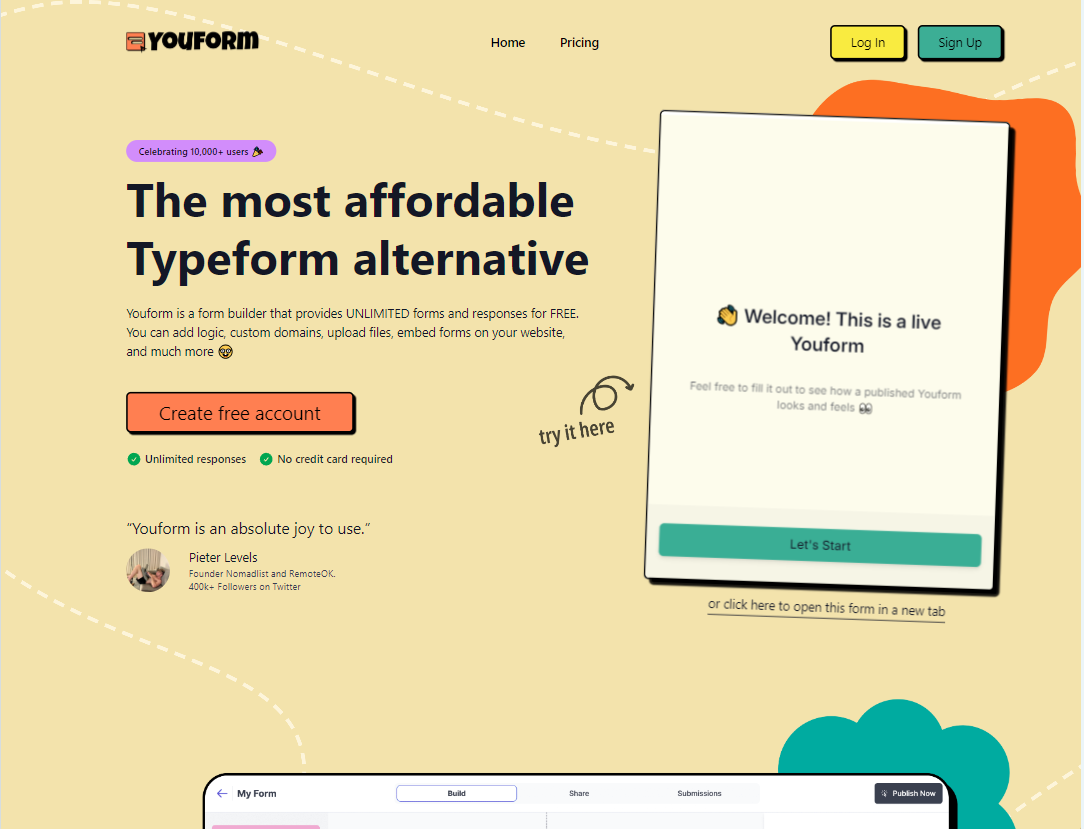 YOUFORM
Home
Pricing
Log In
Sign Up
Celebrating 10,000+ users
The most affordable
Typeform alternative
Youform is a form builder that provides UNLIMITED forms and responses for FREE.
You can add logic, custom domains, upload files, embed forms on your website,
and much more 🤓
Create free account
Unlimited responses
No credit card required
try it here
"Youform is an absolute joy to use."
Pieter Levels
Founder Nomadlist and RemoteOK.
400k+ Followers on Twitter
👋 Welcome! This is a live
Youform
Feel free to fill it out to see how a published Youform
looks and feels 👀
Let's Start
or click here to open this form in a new tab
My Form
Build
Share
Submissions
Publish Now